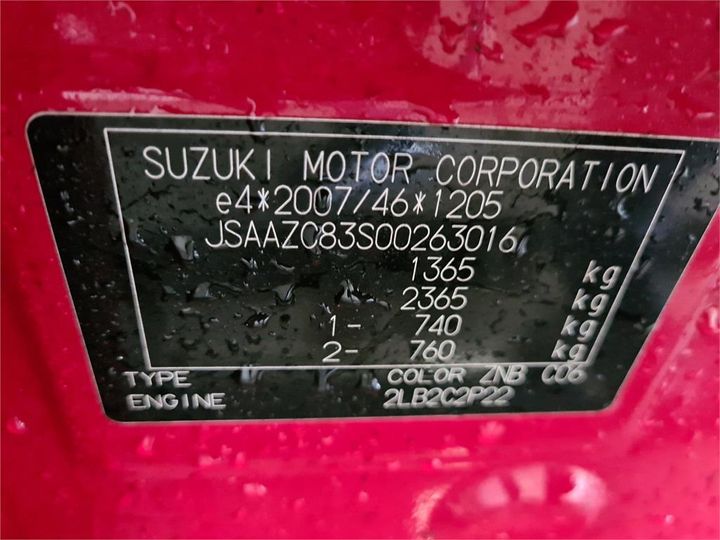 SUZUKI MOTOR CORPORATION
e4*2007/46*1205
JSAAZC83S00263016
1365 kg
2365 kg
1- 740 kg
2- 760 kg
TYPE COLOR ZNB C06
ENGINE 2LB2C2P22